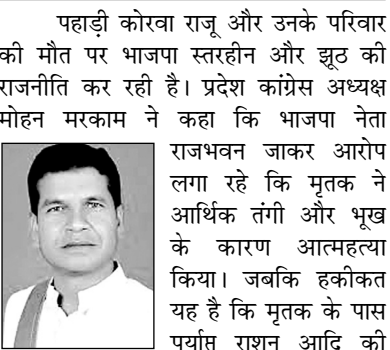 पहाड़ी कोरवा राजू और उनके परिवार
की मौत पर भाजपा स्तरहीन और झूठ की
राजनीति कर रही है। प्रदेश कांग्रेस अध्यक्ष
मोहन मरकाम ने कहा कि भाजपा नेता
राजभवन जाकर आरोप
लगा रहे कि मृतक ने
आर्थिक तंगी और भूख
के कारण आत्महत्या
किया। जबकि हकीकत
यह है कि मृतक के पास
पर्याप्त राशन आदि की